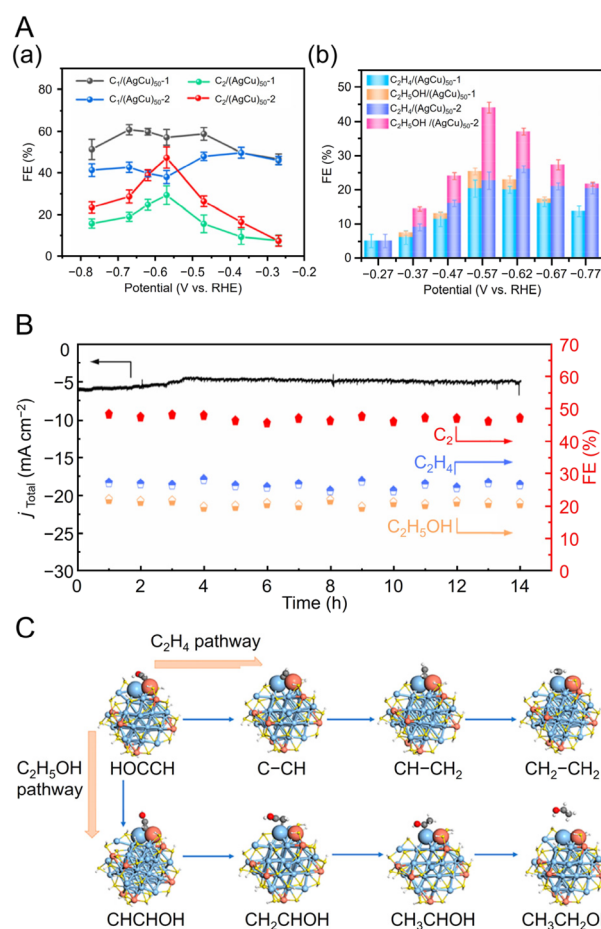 A
(a)
C₁/(AgCu)₅₀-1
C₂/(AgCu)₅₀-1
C₁/(AgCu)₅₀-2
C₂/(AgCu)₅₀-2
FE (%)
100
80
60
40
20
0
−0.8 −0.7 −0.6 −0.5 −0.4 −0.3 −0.2
Potential (V vs. RHE)
(b)
C₂H₄/(AgCu)₅₀-1
C₂H₅OH/(AgCu)₅₀-1
C₂H₄/(AgCu)₅₀-2
C₂H₅OH /(AgCu)₅₀-2
FE (%)
50
40
30
20
10
0
−0.27 −0.37 −0.47 −0.57 −0.62 −0.67 −0.77
Potential (V vs. RHE)
B
j Total (mA cm⁻²)
0
−5
−10
−15
−20
−25
−30
0 2 4 6 8 10 12 14
Time (h)
C₂
C₂H₄
C₂H₅OH
70
60
50
40
30
20
10
0
FE (%)
C
C₂H₄ pathway
C₂H₅OH
pathway
HOCCH C−CH CH−CH₂ CH₂−CH₂
CHCHOH CH₂CHOH CH₃CHOH CH₃CH₂O